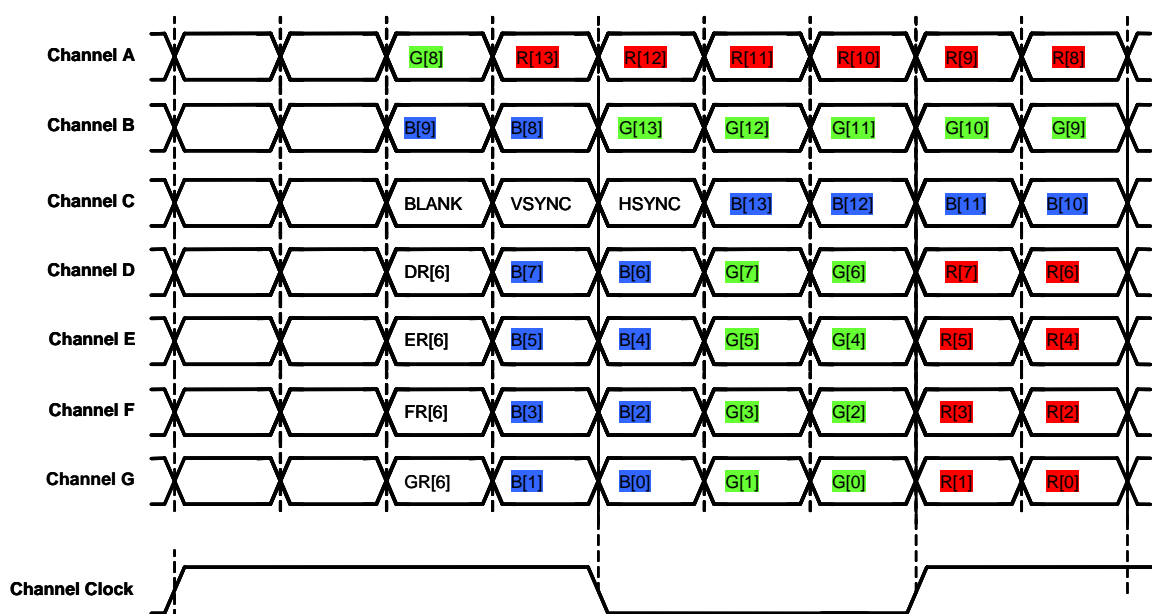 Channel A G[8] R[13] R[12] R[11] R[10] R[9] R[8]
Channel B B[9] B[8] G[13] G[12] G[11] G[10] G[9]
Channel C BLANK VSYNC HSYNC B[13] B[12] B[11] B[10]
Channel D DR[6] B[7] B[6] G[7] G[6] R[7] R[6]
Channel E ER[6] B[5] B[4] G[5] G[4] R[5] R[4]
Channel F FR[6] B[3] B[2] G[3] G[2] R[3] R[2]
Channel G GR[6] B[1] B[0] G[1] G[0] R[1] R[0]
Channel Clock